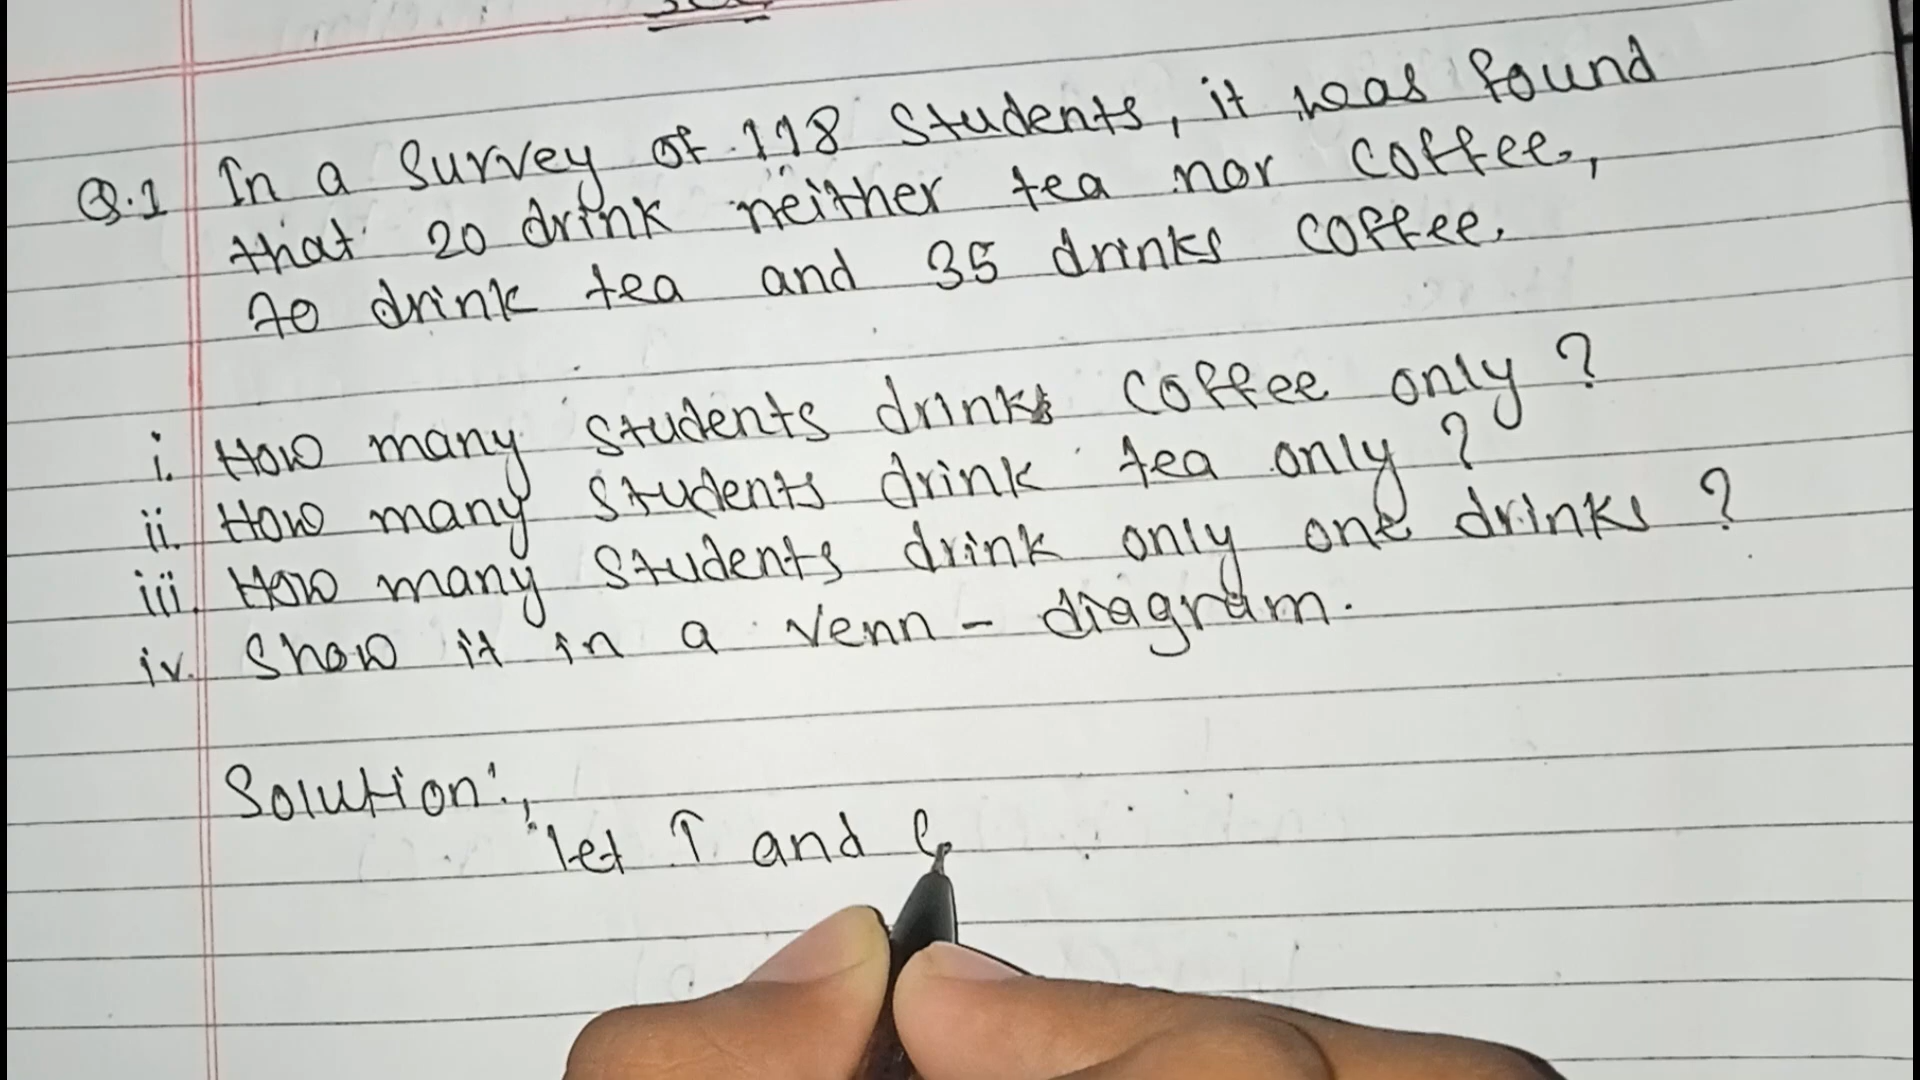 Q.1 In a survey of 118 students, it was found
that 20 drink neither tea nor coffee,
70 drink tea and 35 drinks coffee.
i. How many students drinks coffee only?
ii. How many students drink tea only?
iii. How many students drink only one drinks?
iv. Show it in a venn-diagram.
Solution:,
let T and C